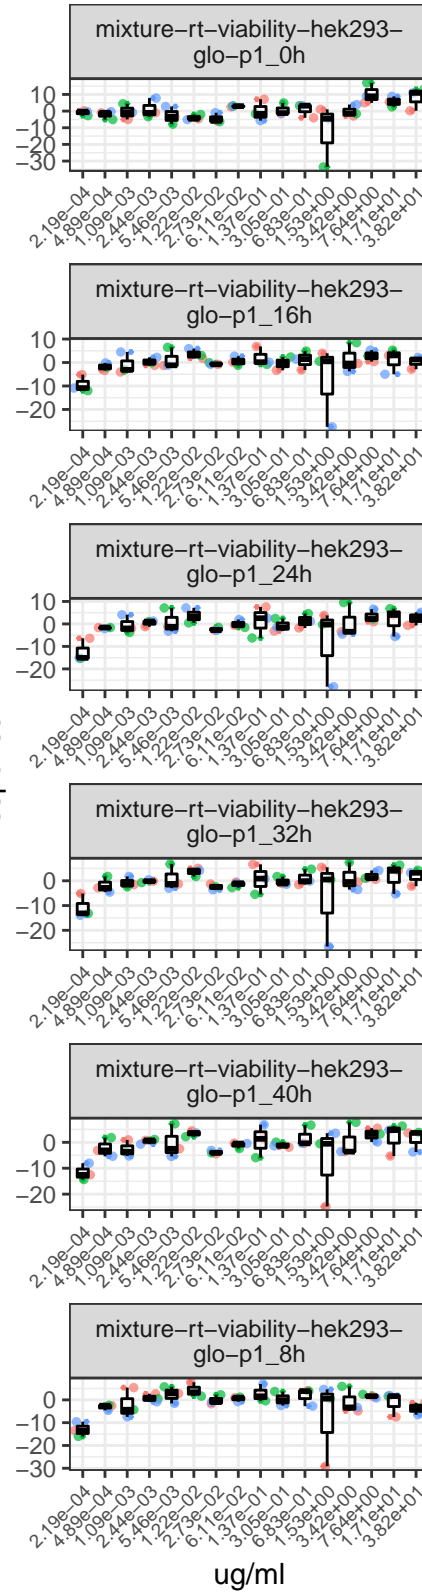 mixture−rt−viability−hek293−
glo−p1_0h
10
0
−10
−20
−30
2.19e−04
4.89e−04
1.09e−03
2.44e−03
5.46e−03
1.22e−02
2.73e−02
6.11e−02
1.37e−01
3.05e−01
6.83e−01
1.53e+00
3.42e+00
7.64e+00
1.71e+01
3.82e+01
mixture−rt−viability−hek293−
glo−p1_16h
10
0
−10
−20
2.19e−04
4.89e−04
1.09e−03
2.44e−03
5.46e−03
1.22e−02
2.73e−02
6.11e−02
1.37e−01
3.05e−01
6.83e−01
1.53e+00
3.42e+00
7.64e+00
1.71e+01
3.82e+01
mixture−rt−viability−hek293−
glo−p1_24h
10
0
−10
−20
2.19e−04
4.89e−04
1.09e−03
2.44e−03
5.46e−03
1.22e−02
2.73e−02
6.11e−02
1.37e−01
3.05e−01
6.83e−01
1.53e+00
3.42e+00
7.64e+00
1.71e+01
3.82e+01
mixture−rt−viability−hek293−
glo−p1_32h
0
−10
−20
2.19e−04
4.89e−04
1.09e−03
2.44e−03
5.46e−03
1.22e−02
2.73e−02
6.11e−02
1.37e−01
3.05e−01
6.83e−01
1.53e+00
3.42e+00
7.64e+00
1.71e+01
3.82e+01
mixture−rt−viability−hek293−
glo−p1_40h
0
−10
−20
2.19e−04
4.89e−04
1.09e−03
2.44e−03
5.46e−03
1.22e−02
2.73e−02
6.11e−02
1.37e−01
3.05e−01
6.83e−01
1.53e+00
3.42e+00
7.64e+00
1.71e+01
3.82e+01
mixture−rt−viability−hek293−
glo−p1_8h
0
−10
−20
−30
2.19e−04
4.89e−04
1.09e−03
2.44e−03
5.46e−03
1.22e−02
2.73e−02
6.11e−02
1.37e−01
3.05e−01
6.83e−01
1.53e+00
3.42e+00
7.64e+00
1.71e+01
3.82e+01
ug/ml